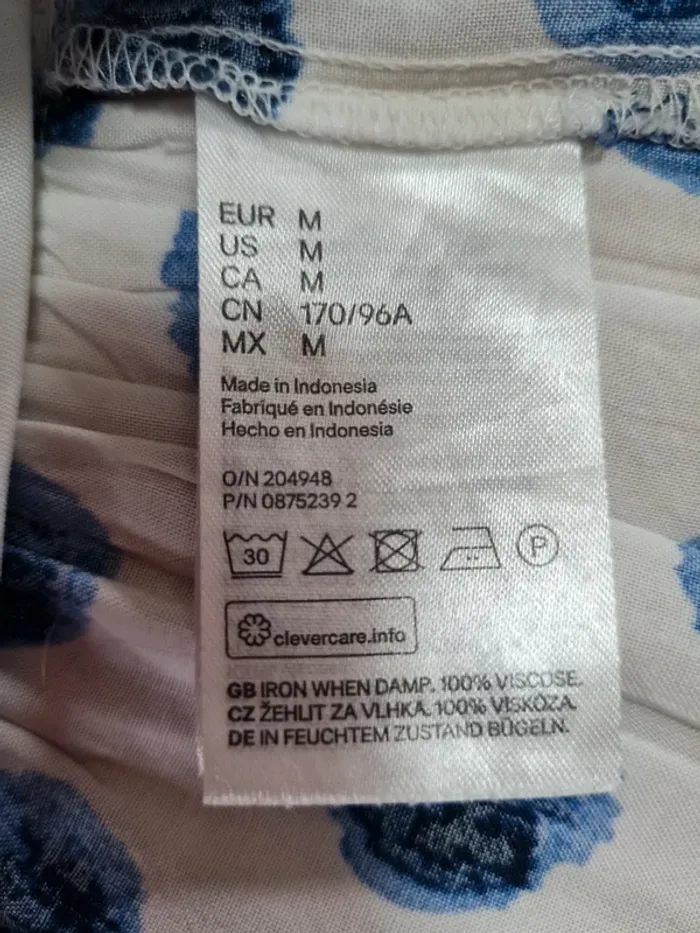 EUR M
US M
CA M
CN 170/96A
MX M
Made in Indonesia
Fabriqué en Indonésie
Hecho en Indonesia
O/N 204948
P/N 0875239 2
30 P
clevercare.info
GB IRON WHEN DAMP. 100% VISCOSE.
CZ ŽEHLIT ZA VLHKA. 100% VISKÓZA.
DE IN FEUCHTEM ZUSTAND BÜGELN.